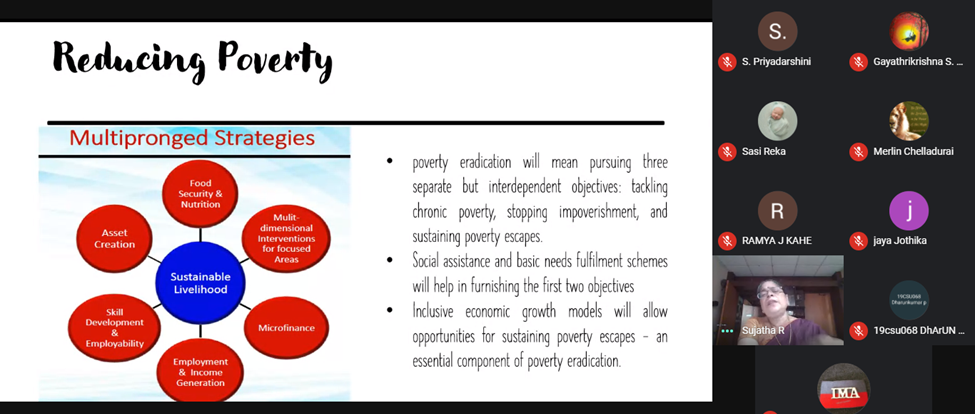 Reducing Poverty
Multipronged Strategies
Food
Security &
Nutrition
Mulit-
dimensional
Interventions
for focused
Areas
Asset
Creation
Sustainable
Livelihood
Skill
Development
&
Employability
Microfinance
Employment
& Income
Generation
• poverty eradication will mean pursuing three
separate but interdependent objectives: tackling
chronic poverty, stopping impoverishment, and
sustaining poverty escapes.
• Social assistance and basic needs fulfilment schemes
will help in furnishing the first two objectives
• Inclusive economic growth models will allow
opportunities for sustaining poverty escapes – an
essential component of poverty eradication.
S.
S. Priyadarshini
Gayathrikrishna S. ...
Sasi Reka
Merlin Chelladurai
R
RAMYA J KAHE
j
jaya Jothika
Sujatha R
19CSU068
Dharunkumar p
19csu068 DhArUN ...
IMA